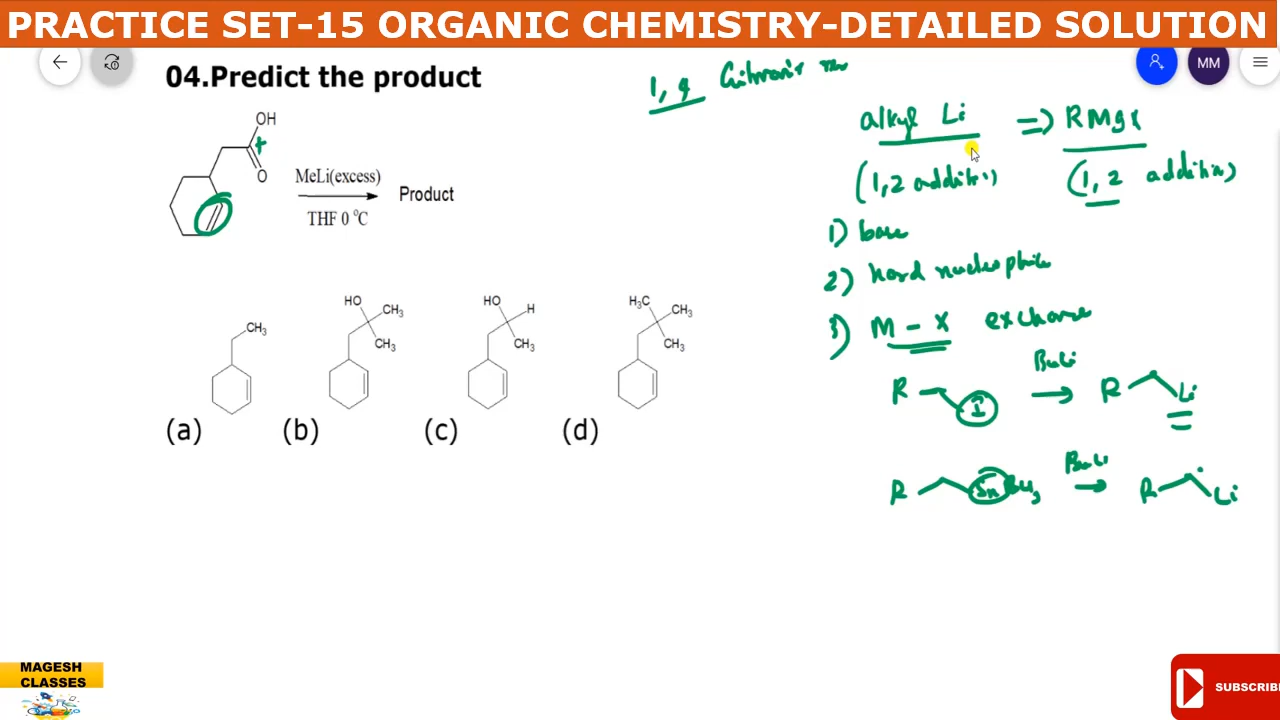 PRACTICE SET-15 ORGANIC CHEMISTRY-DETAILED SOLUTION
MM
04.Predict the product
1, 4
alkyl Li => RMgX
(1,2 addition) (1, 2 addition)
OH
O
MeLi(excess)
THF 0 °C
Product
1) base
2) hard nucleophile
3) M - X exchange
R I BuLi R Li
R SnBu3 BuLi R Li
CH3
HO CH3 CH3
HO H CH3
H3C CH3 CH3
(a) (b) (c) (d)
MAGESH
CLASSES
SUBSCRIBE